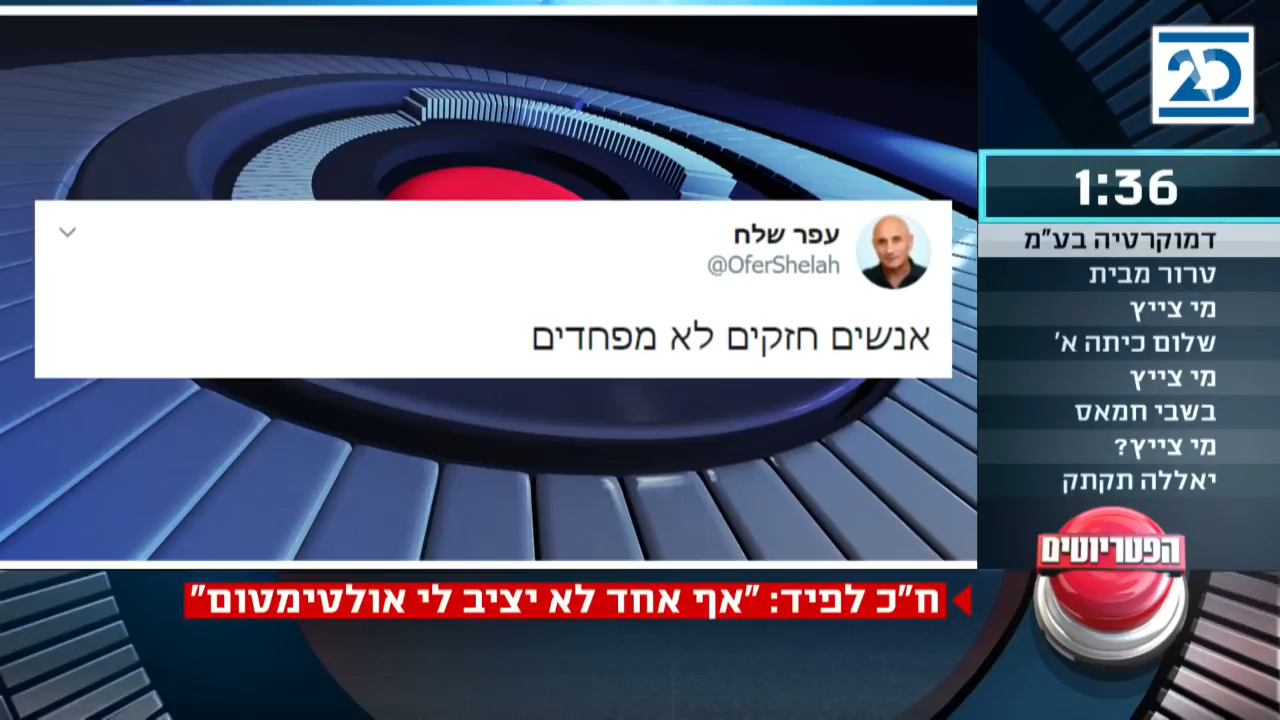 20
1:36
דמוקרטיה בע"מ
טרור מבית
מי צייץ
שלום כיתה א'
מי צייץ
בשבי חמאס
מי צייץ?
יאללה תקתק
הפטריוטים
עפר שלח
@OferShelah
אנשים חזקים לא מפחדים
ח"כ לפיד: "אף אחד לא יציב לי אולטימטום"